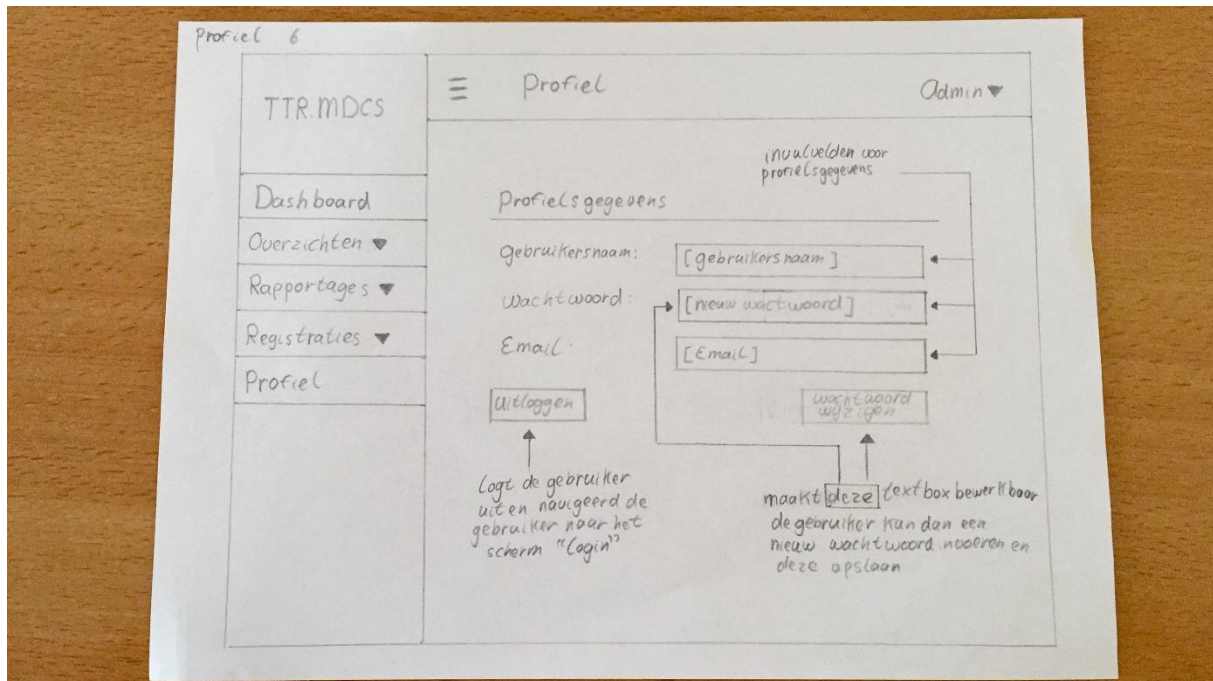 Profiel 6
TTR.MDCS
Profiel
Admin
Dashboard
Overzichten
Rapportages
Registraties
Profiel
invulvelden voor
profielsgegevens
Profielsgegevens
Gebruikersnaam:
[gebruikersnaam]
Wachtwoord:
[nieuw wactwoord]
Email:
[Email]
Uitloggen
wachtwoord
wijzigen
Logt de gebruiker
uit en navigeerd de
gebruiker naar het
scherm "Login"
maakt deze textbox bewerkbaar
de gebruiker kan dan een
nieuw wachtwoord invoeren en
deze opslaan